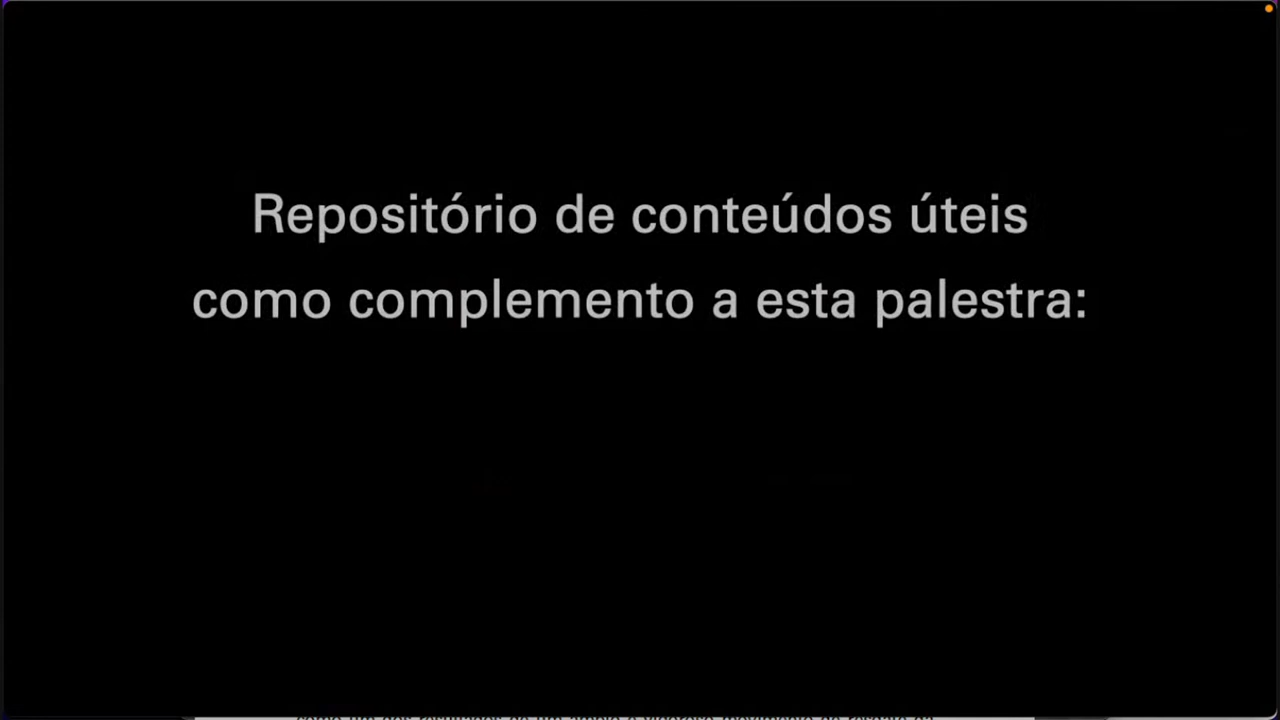 Repositório de conteúdos úteis
como complemento a esta palestra: